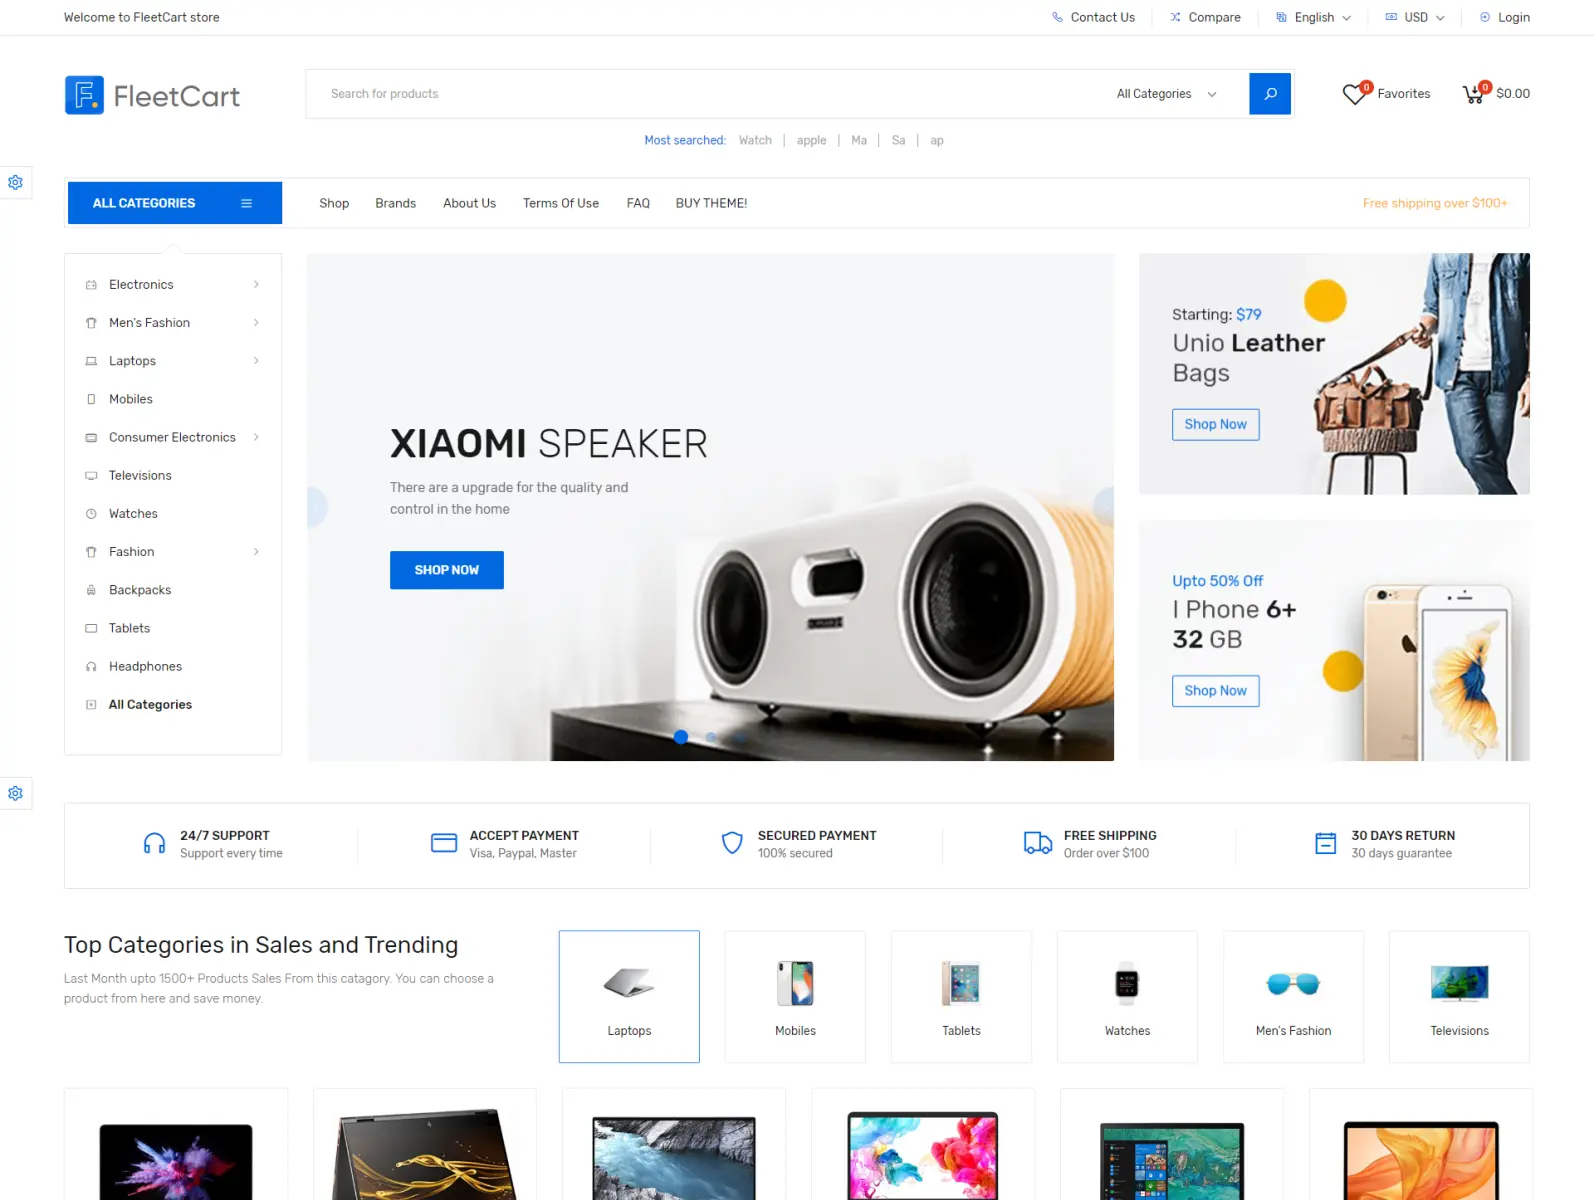 Welcome to FleetCart store
Contact Us
Compare
English
USD
Login
FleetCart
Search for products
All Categories
0
Favorites
0
$0.00
Most searched: Watch | apple | Ma | Sa | ap
ALL CATEGORIES
Shop
Brands
About Us
Terms Of Use
FAQ
BUY THEME!
Free shipping over $100+
Electronics
Men's Fashion
Laptops
Mobiles
Consumer Electronics
Televisions
Watches
Fashion
Backpacks
Tablets
Headphones
All Categories
XIAOMI SPEAKER
There are a upgrade for the quality and
control in the home
SHOP NOW
Starting: $79
Unio Leather
Bags
Shop Now
Upto 50% Off
I Phone 6+
32 GB
Shop Now
24/7 SUPPORT
Support every time
ACCEPT PAYMENT
Visa, Paypal, Master
SECURED PAYMENT
100% secured
FREE SHIPPING
Order over $100
30 DAYS RETURN
30 days guarantee
Top Categories in Sales and Trending
Last Month upto 1500+ Products Sales From this catagory. You can choose a
product from here and save money.
Laptops
Mobiles
Tablets
Watches
Men's Fashion
Televisions